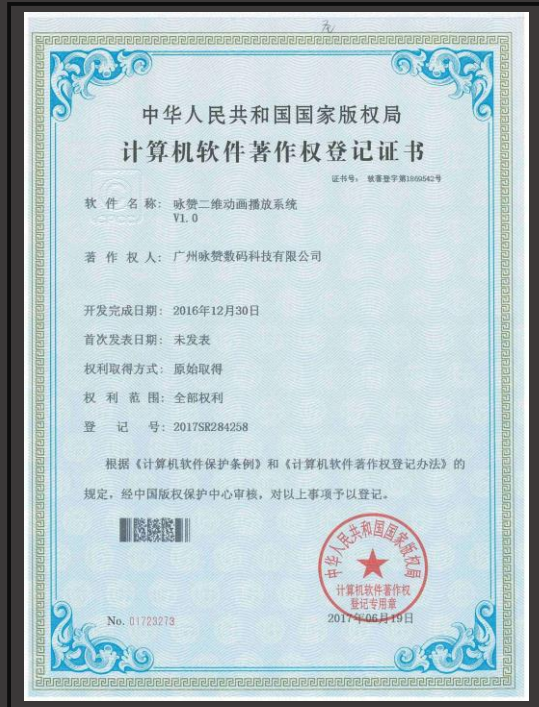 中华人民共和国国家版权局
计算机软件著作权登记证书
证书号: 软著登字第1869542号
软件名称: 咏赞二维动画播放系统
V1.0
著作权人: 广州咏赞数码科技有限公司
开发完成日期: 2016年12月30日
首次发表日期: 未发表
权利取得方式: 原始取得
权利范围: 全部权利
登记号: 2017SR284258
根据《计算机软件保护条例》和《计算机软件著作权登记办法》的
规定，经中国版权保护中心审核，对以上事项予以登记。
中华人民共和国国家版权局
计算机软件著作权
登记专用章
No. 01723273
2017年06月19日